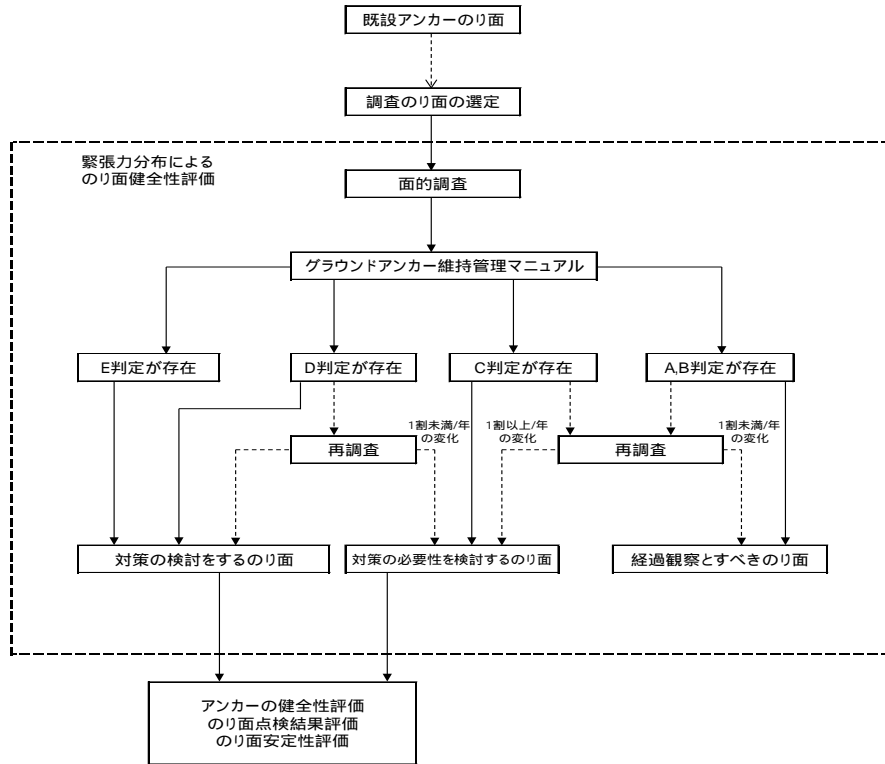 既設アンカーのり面
調査のり面の選定
緊張力分布による
のり面健全性評価
面的調査
グラウンドアンカー維持管理マニュアル
E判定が存在
D判定が存在
C判定が存在
A,B判定が存在
1割未満/年
の変化
1割以上/年
の変化
1割未満/年
の変化
再調査
再調査
対策の検討をするのり面
対策の必要性を検討するのり面
経過観察とすべきのり面
アンカーの健全性評価
のり面点検結果評価
のり面安定性評価